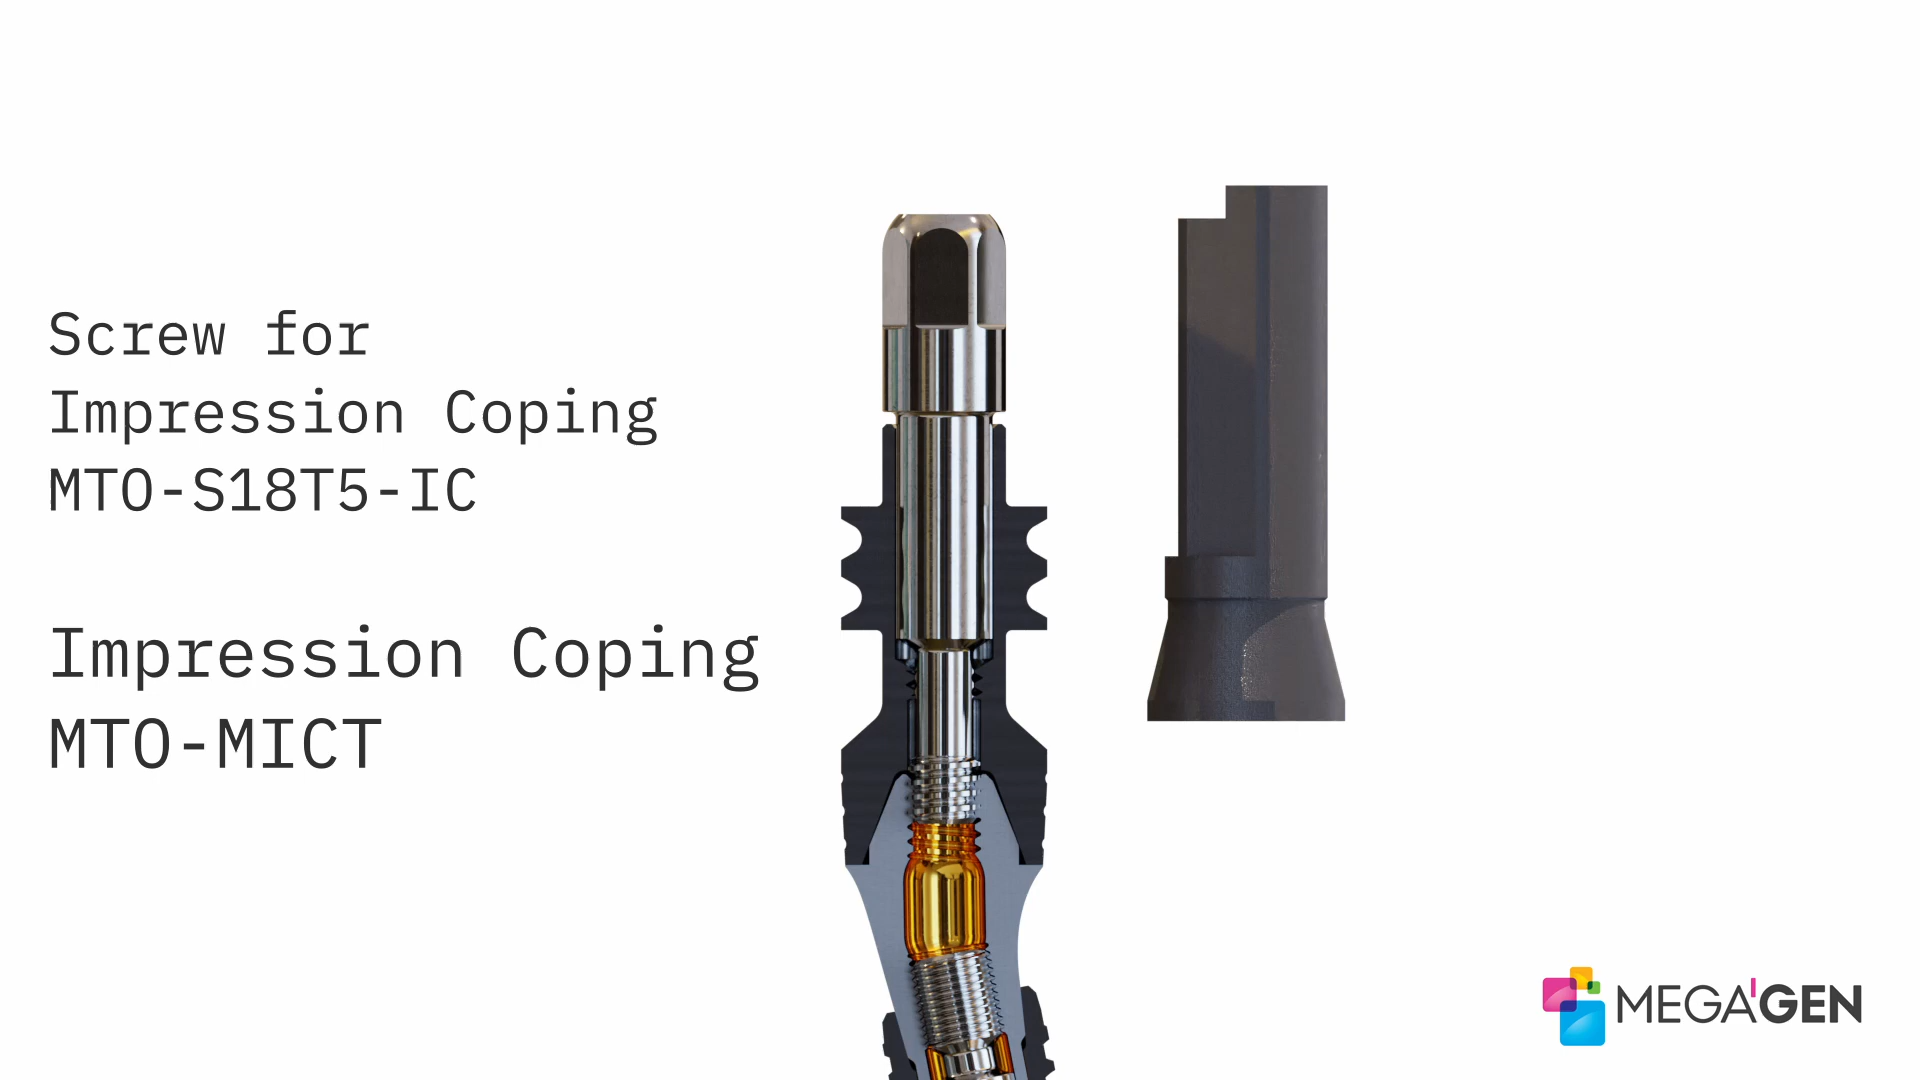 Screw for
Impression Coping
MTO-S18T5-IC
Impression Coping
MTO-MICT
MEGA'GEN